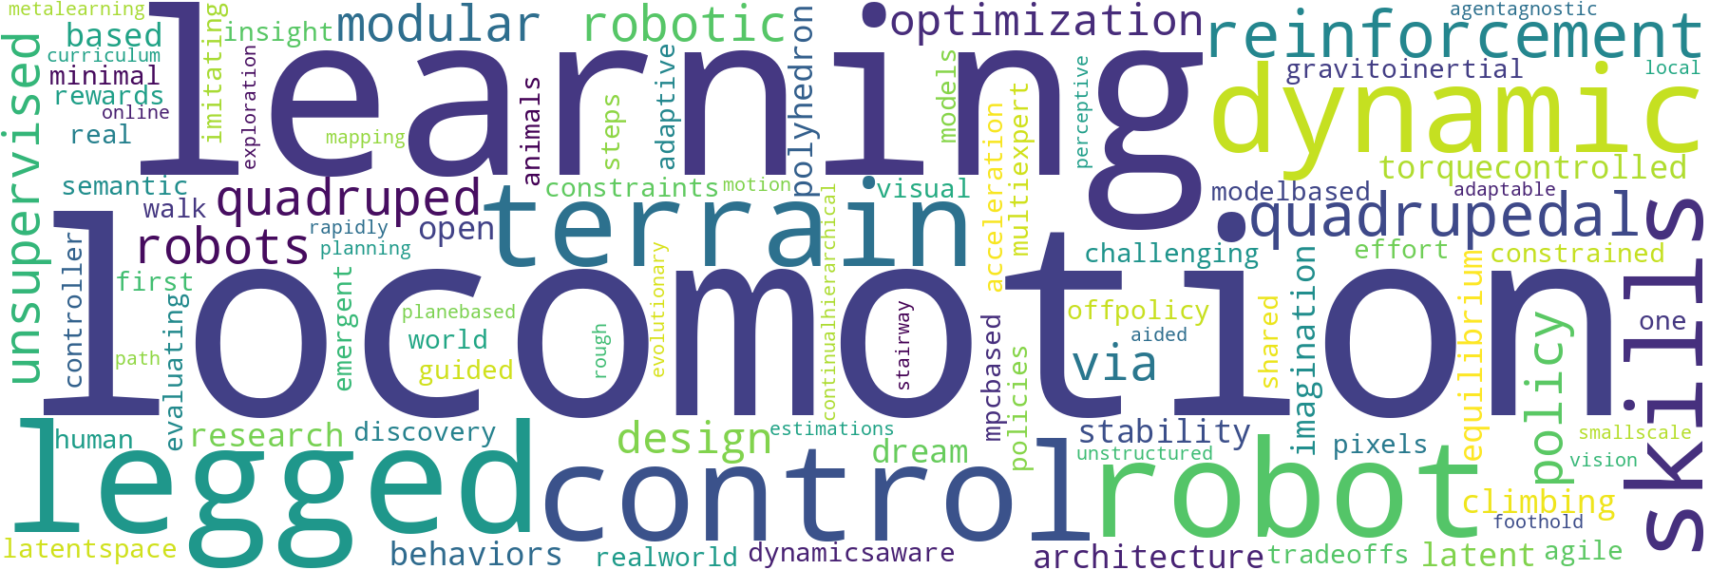 metalearning
learning
modular
robotic
optimization
agentagnostic
reinforcement
based
insight
imitating
unsupervised
curriculum
minimal
exploration
animals
steps
adaptive
polyhedron
models
multiexpert
perceptive
gravitoinertial
local
dynamic
rewards
online
real
mapping
acceleration
torquecontrolled
semantic
quadruped
constraints
motion
visual
modelbased
adaptable
walk
robots
rapidly
planning
open
terrain
continualhierarchical
quadrupedal
skills
controller
locomotion
challenging
effort
constrained
first
evaluating
emergent
planebased
evolutionary
world
guided
rough
stairway
mpcbased
offpolicy
aided
via
shared
imagination
equilibrium
one
policy
path
policies
legged
human
research
discovery
design
estimations
dream
control
stability
unstructured
robot
pixels
smallscale
vision
climbing
foothold
latentspace
behaviors
realworld
dynamicsaware
architecture
tradeoffs
latent
agile